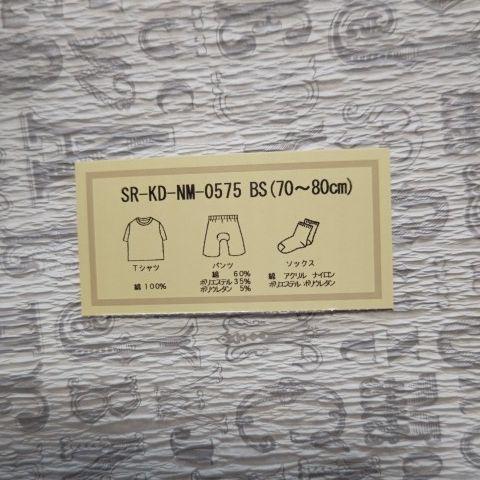 SR-KD-NM-0575 BS(70〜80cm)
Tシャツ
綿 100%
パンツ
綿 60%
ポリエステル 35%
ポリウレタン 5%
ソックス
綿 アクリル ナイロン
ポリエステル ポリウレタン